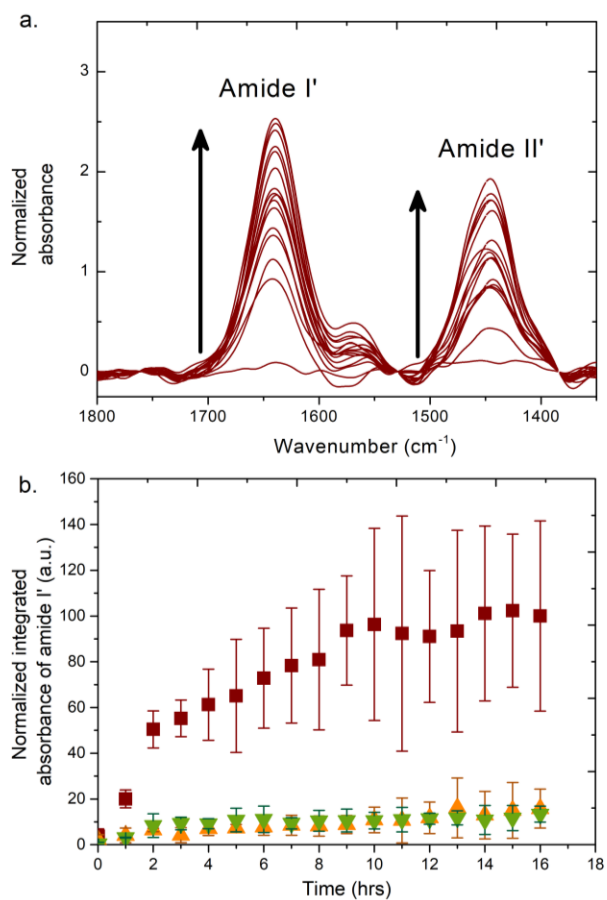 a.
Amide I'
Amide II'
Normalized
absorbance
3
2
1
0
1800 1700 1600 1500 1400
Wavenumber (cm⁻¹)
b.
Normalized integrated
absorbance of amide I' (a.u.)
160
140
120
100
80
60
40
20
0
0 2 4 6 8 10 12 14 16 18
Time (hrs)